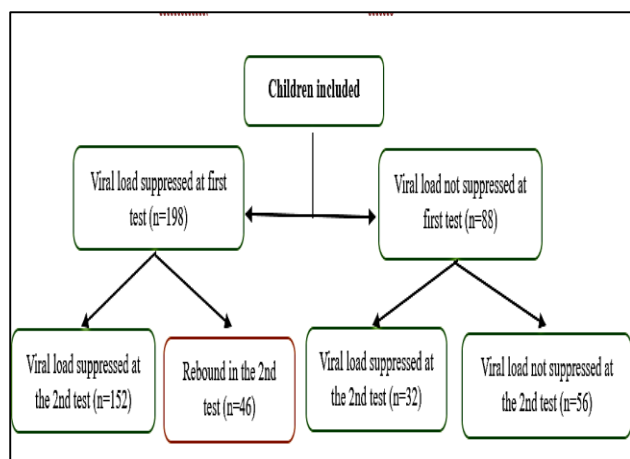 Children included
Viral load suppressed at first
test (n=198)
Viral load not suppressed at
first test (n=88)
Viral load suppressed at
the 2nd test (n=152)
Rebound in the 2nd
test (n=46)
Viral load suppressed at
the 2nd test (n=32)
Viral load not suppressed at
the 2nd test (n=56)